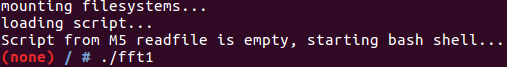 mounting filesystems...
loading script...
Script from M5 readfile is empty, starting bash shell...
(none) / # ./fft1